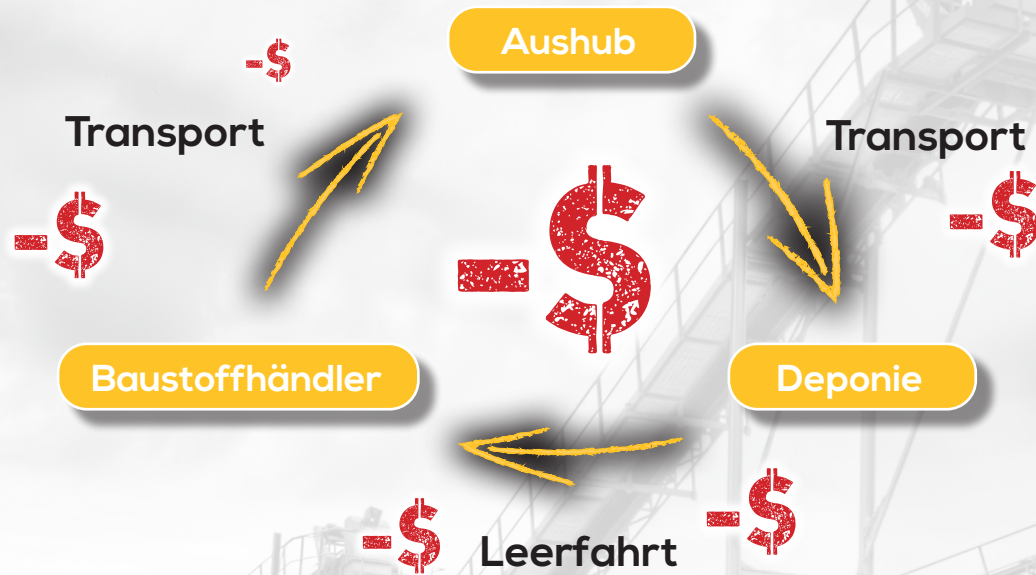 Aushub
-$
Transport
Transport
-$
-$
-$
Baustoffhändler
Deponie
-$
-$
Leerfahrt